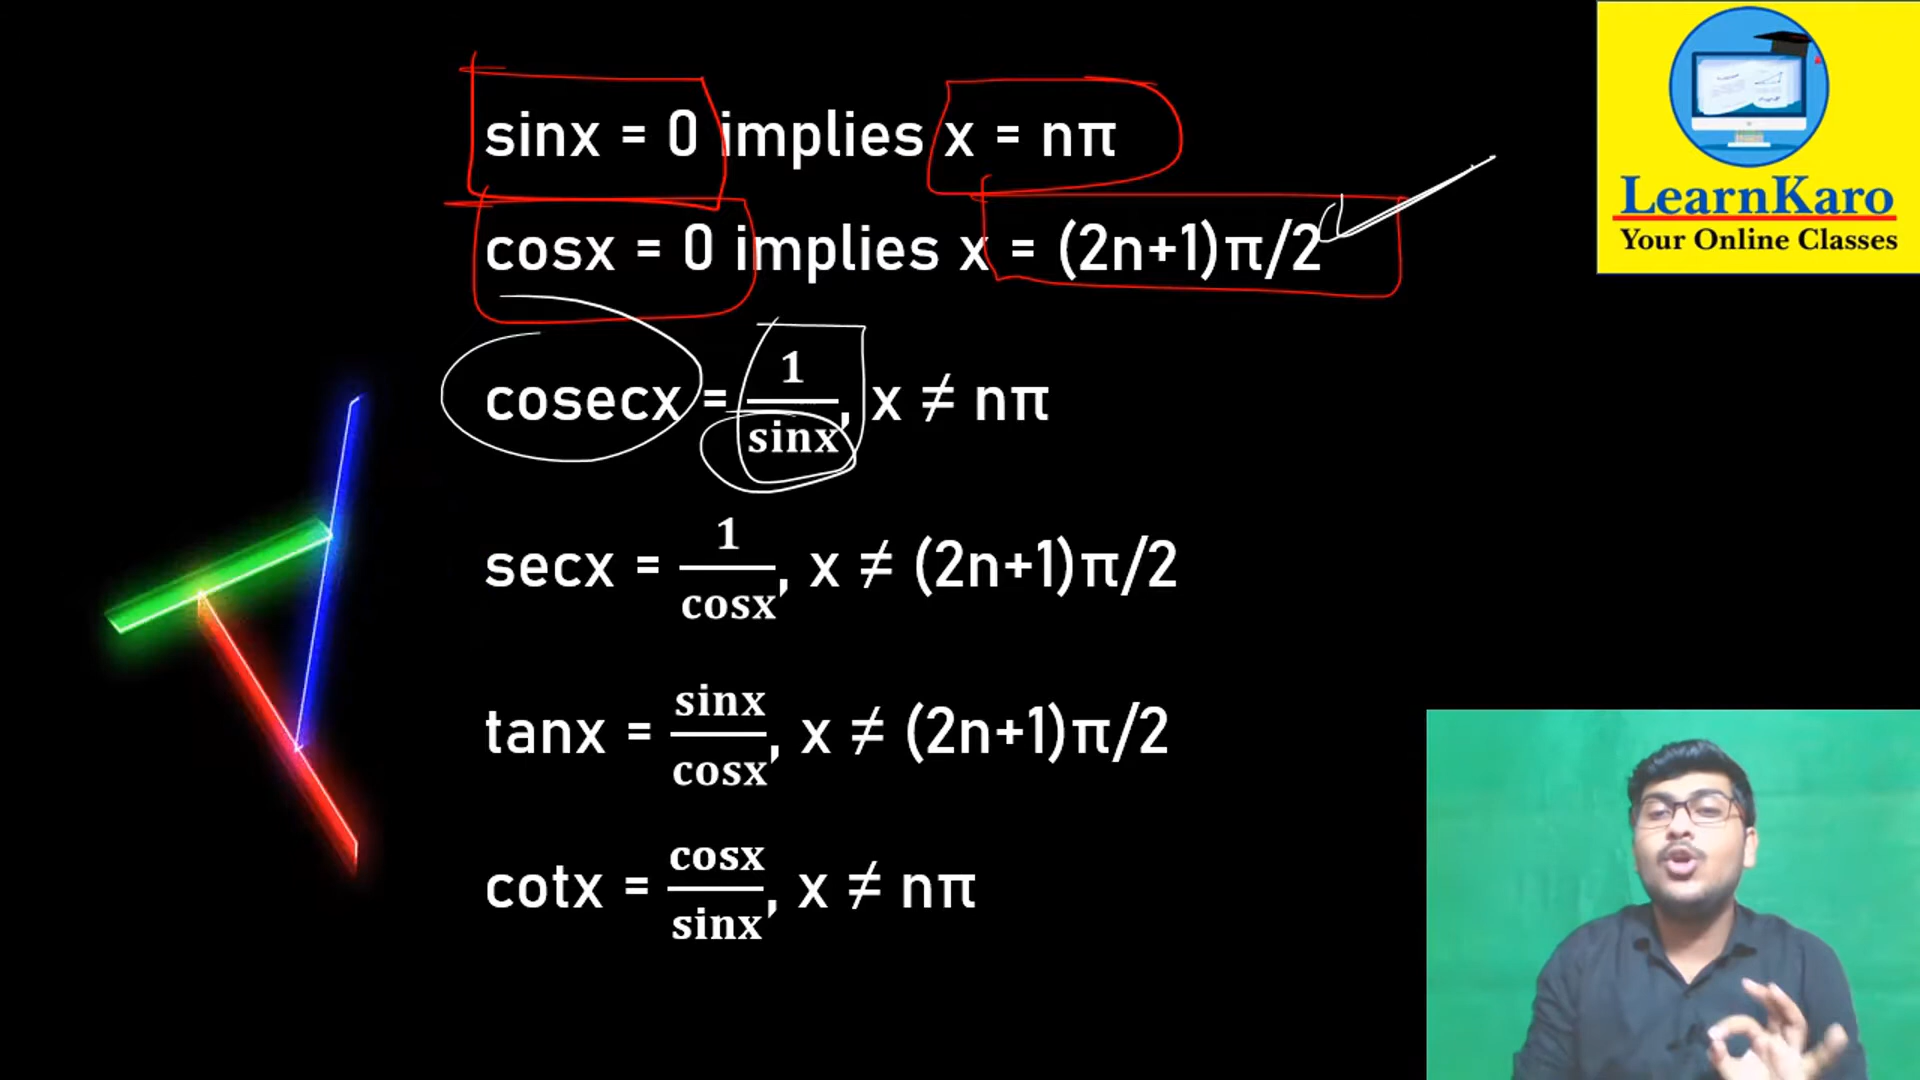 sinx = 0 implies x = nπ
cosx = 0 implies x = (2n+1)π/2
cosecx = 1/sinx, x ≠ nπ
secx = 1/cosx, x ≠ (2n+1)π/2
tanx = sinx/cosx, x ≠ (2n+1)π/2
cotx = cosx/sinx, x ≠ nπ
LearnKaro
Your Online Classes